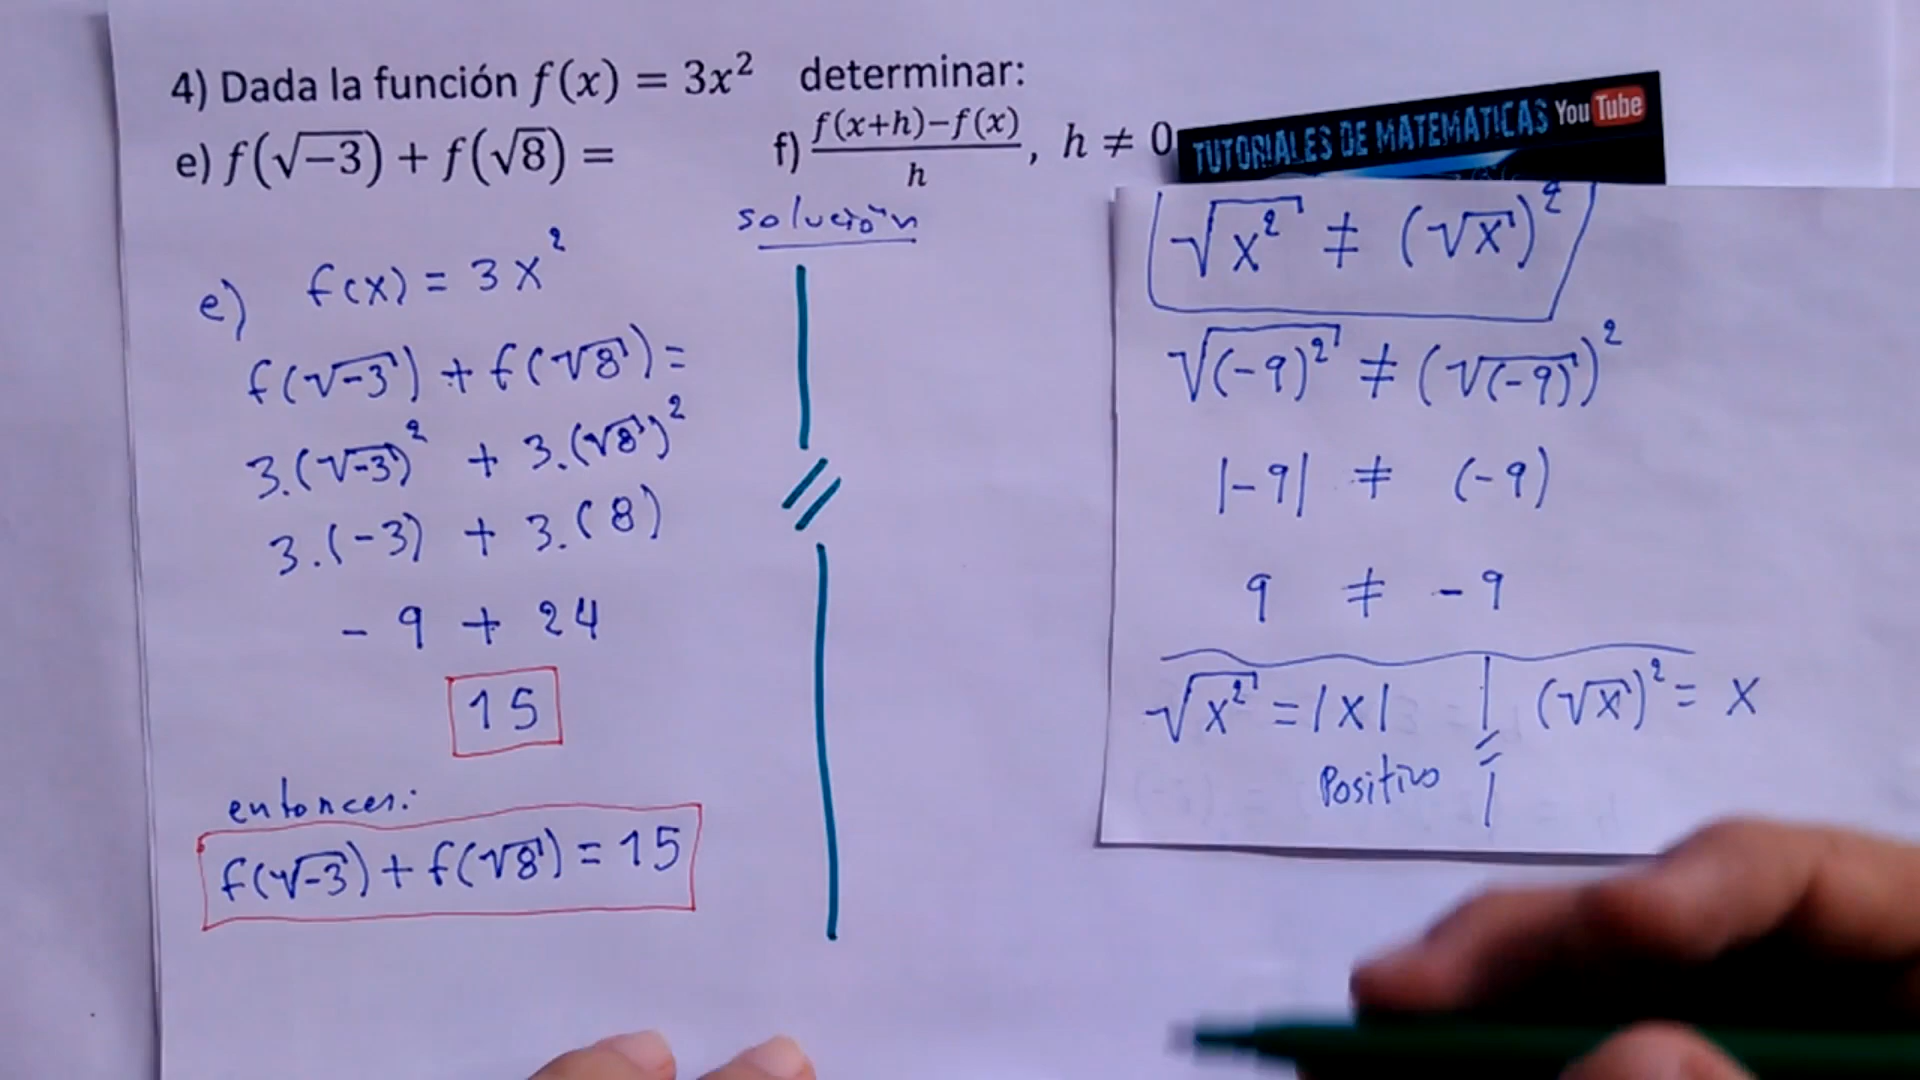 4) Dada la función f(x) = 3x² determinar:
e) f(√-3) + f(√8) =
f) f(x+h)-f(x) / h , h ≠ 0
TUTORIALES DE MATEMATICAS YouTube
solución
e) f(x) = 3x²
f(√-3) + f(√8) =
3.(√-3)² + 3.(√8)²
3.(-3) + 3.(8)
- 9 + 24
15
entonces:
f(√-3) + f(√8) = 15
√x² ≠ (√x)²
√(-9)² ≠ (√(-9))²
|-9| ≠ (-9)
9 ≠ -9
√x² = |x| (√x)² = x
Positivo